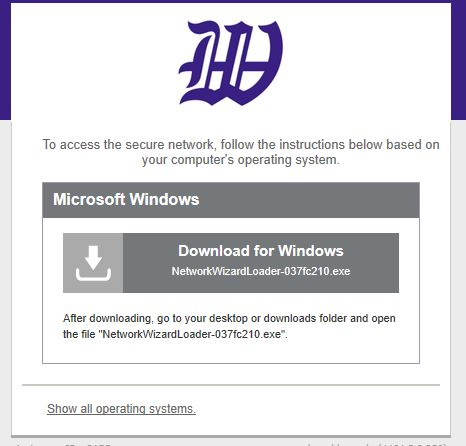 W
To access the secure network, follow the instructions below based on
your computer's operating system.
Microsoft Windows
Download for Windows
NetworkWizardLoader-037fc210.exe
After downloading, go to your desktop or downloads folder and open
the file "NetworkWizardLoader-037fc210.exe".
Show all operating systems.